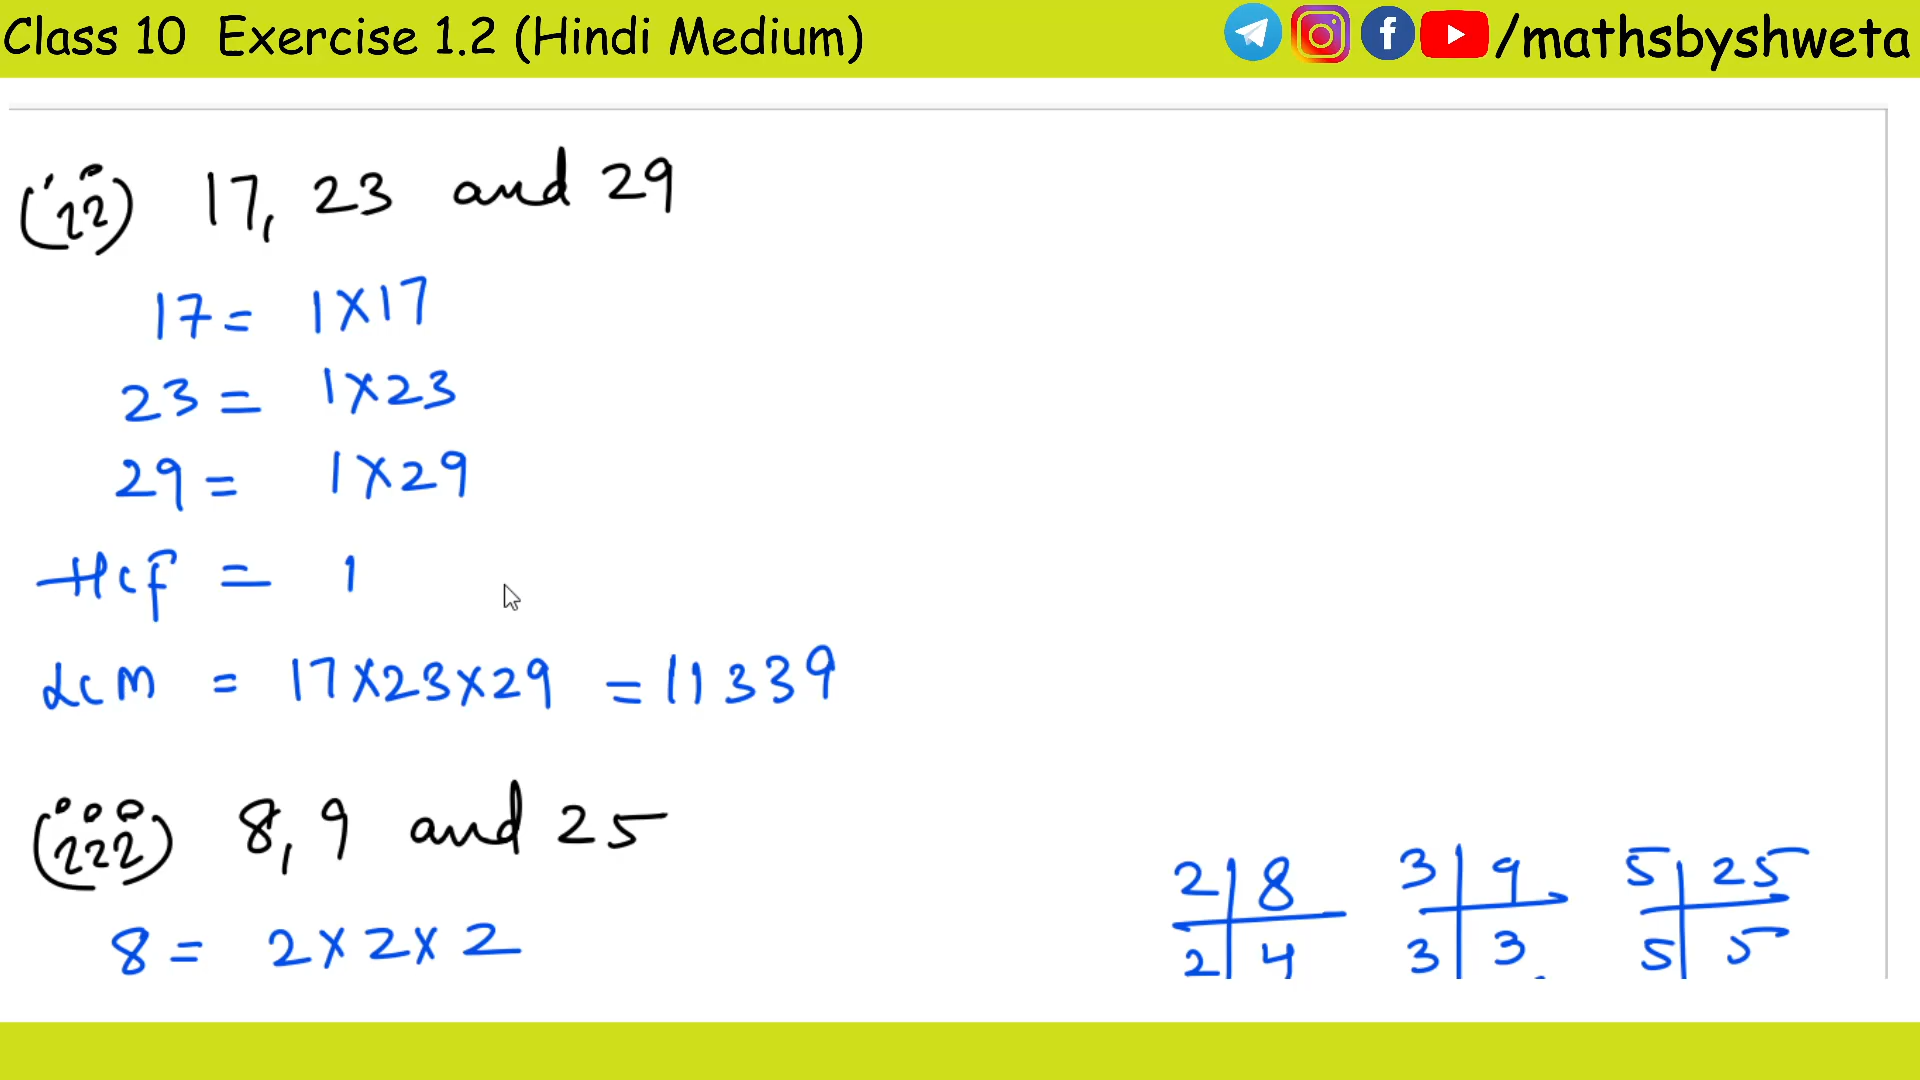 Class 10 Exercise 1.2 (Hindi Medium)
/mathsbyshweta
(ii) 17, 23 and 29
17 = 1×17
23 = 1×23
29 = 1×29
Hcf = 1
LCM = 17×23×29 = 11339
(iii) 8, 9 and 25
2 | 8 3 | 9 5 | 25
8 = 2×2×2
2 | 4 3 | 3 5 | 5